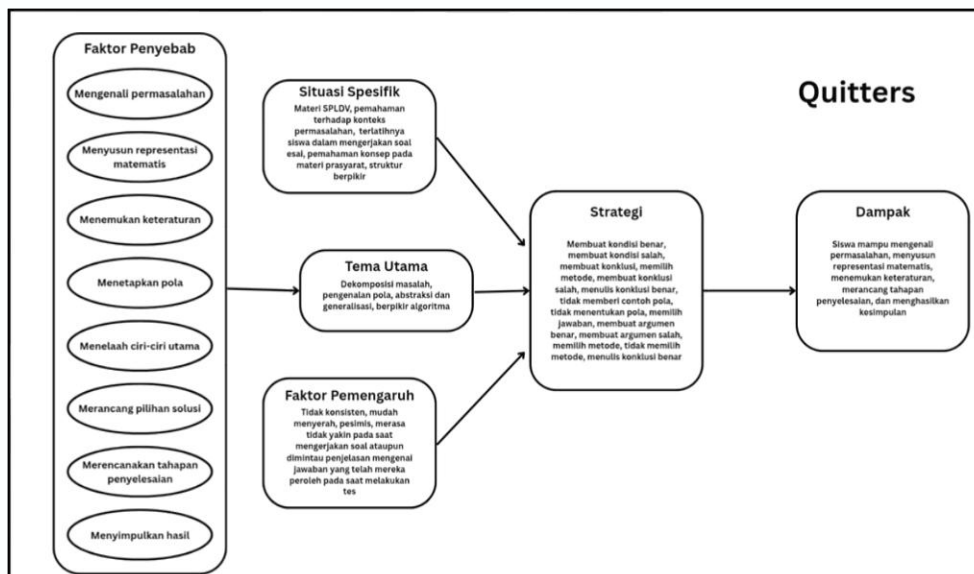 Faktor Penyebab
Mengenali permasalahan
Menyusun representasi
matematis
Menemukan keteraturan
Menetapkan pola
Menelaah ciri-ciri utama
Merancang pilihan solusi
Merencanakan tahapan
penyelesaian
Menyimpulkan hasil
Situasi Spesifik
Materi SPLDV, pemahaman
terhadap konteks
permasalahan, terlatihnya
siswa dalam mengerjakan soal
esai, pemahaman konsep pada
materi prasyarat, struktur
berpikir
Tema Utama
Dekomposisi masalah,
pengenalan pola, abstraksi dan
generalisasi, berpikir algoritma
Faktor Pemengaruh
Tidak konsisten, mudah
menyerah, pesimis, merasa
tidak yakin pada saat
mengerjakan soal ataupun
dimintau penjelasan mengenai
jawaban yang telah mereka
peroleh pada saat melakukan
tes
Strategi
Membuat kondisi benar,
membuat kondisi salah,
membuat konklusi, memilih
metode, membuat konklusi
salah, menulis konklusi benar,
tidak memberi contoh pola,
tidak menentukan pola, memilih
jawaban, membuat argumen
benar, membuat argumen salah,
memilih metode, tidak memilih
metode, menulis konklusi benar
Quitters
Dampak
Siswa mampu mengenali
permasalahan, menyusun
representasi matematis,
menemukan keteraturan,
merancang tahapan
penyelesaian, dan menghasilkan
kesimpulan